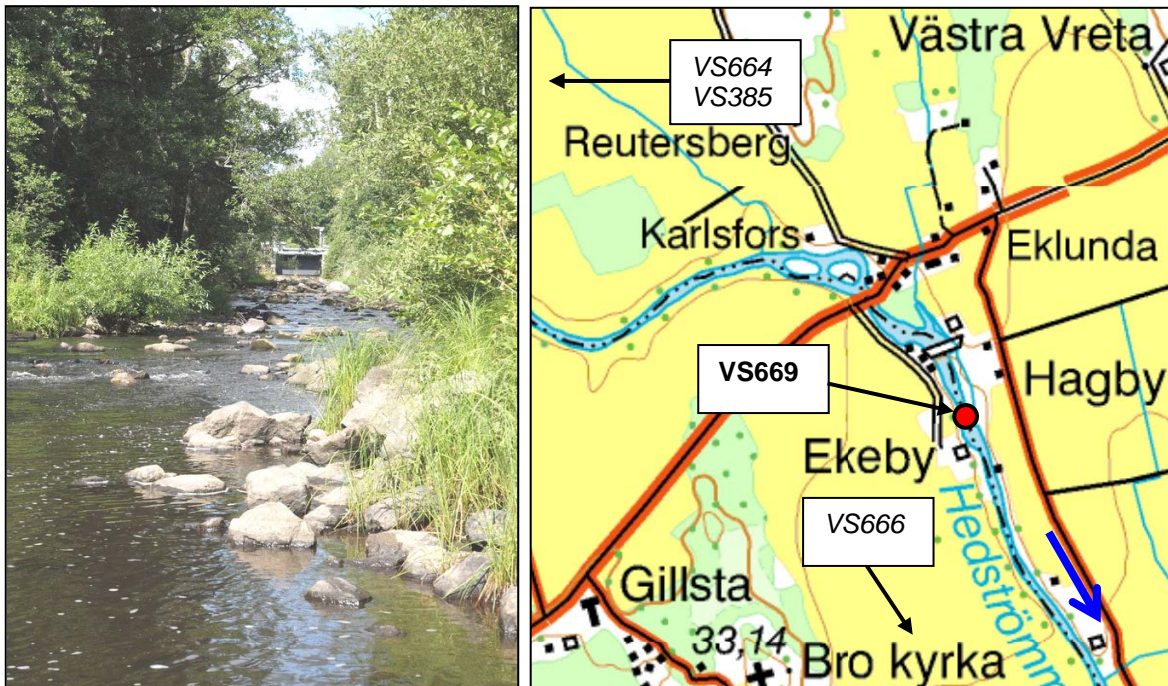 VS664
VS385
Västra Vreta
Reutersberg
Karlsfors
Eklunda
VS669
Hagby
Ekeby
VS666
Hedströmm
Gillsta
33,14
Bro kyrka